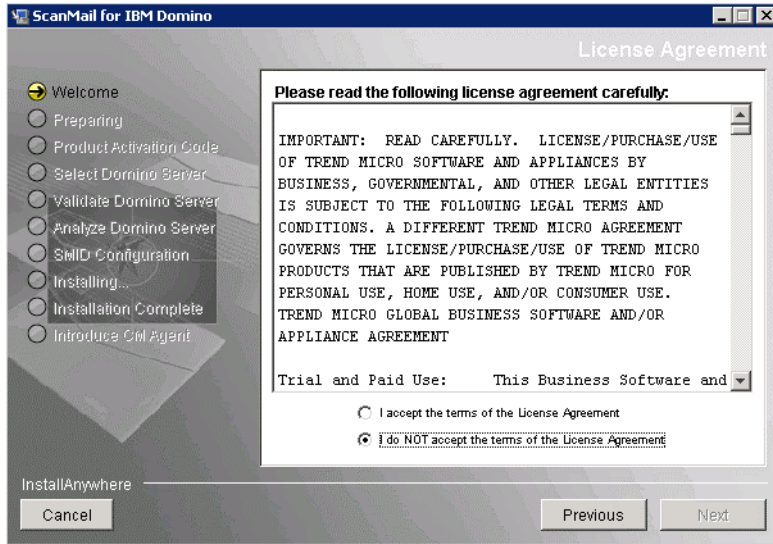 ScanMail for IBM Domino
License Agreement
Welcome
Preparing
Product Activation Code
Select Domino Server
Validate Domino Server
Analyze Domino Server
SMID Configuration
Installing...
Installation Complete
Introduce CM Agent
Please read the following license agreement carefully:
IMPORTANT: READ CAREFULLY. LICENSE/PURCHASE/USE
OF TREND MICRO SOFTWARE AND APPLIANCES BY
BUSINESS, GOVERNMENTAL, AND OTHER LEGAL ENTITIES
IS SUBJECT TO THE FOLLOWING LEGAL TERMS AND
CONDITIONS. A DIFFERENT TREND MICRO AGREEMENT
GOVERNS THE LICENSE/PURCHASE/USE OF TREND MICRO
PRODUCTS THAT ARE PUBLISHED BY TREND MICRO FOR
PERSONAL USE, HOME USE, AND/OR CONSUMER USE.
TREND MICRO GLOBAL BUSINESS SOFTWARE AND/OR
APPLIANCE AGREEMENT
Trial and Paid Use: This Business Software and
I accept the terms of the License Agreement
I do NOT accept the terms of the License Agreement
InstallAnywhere
Cancel
Previous
Next